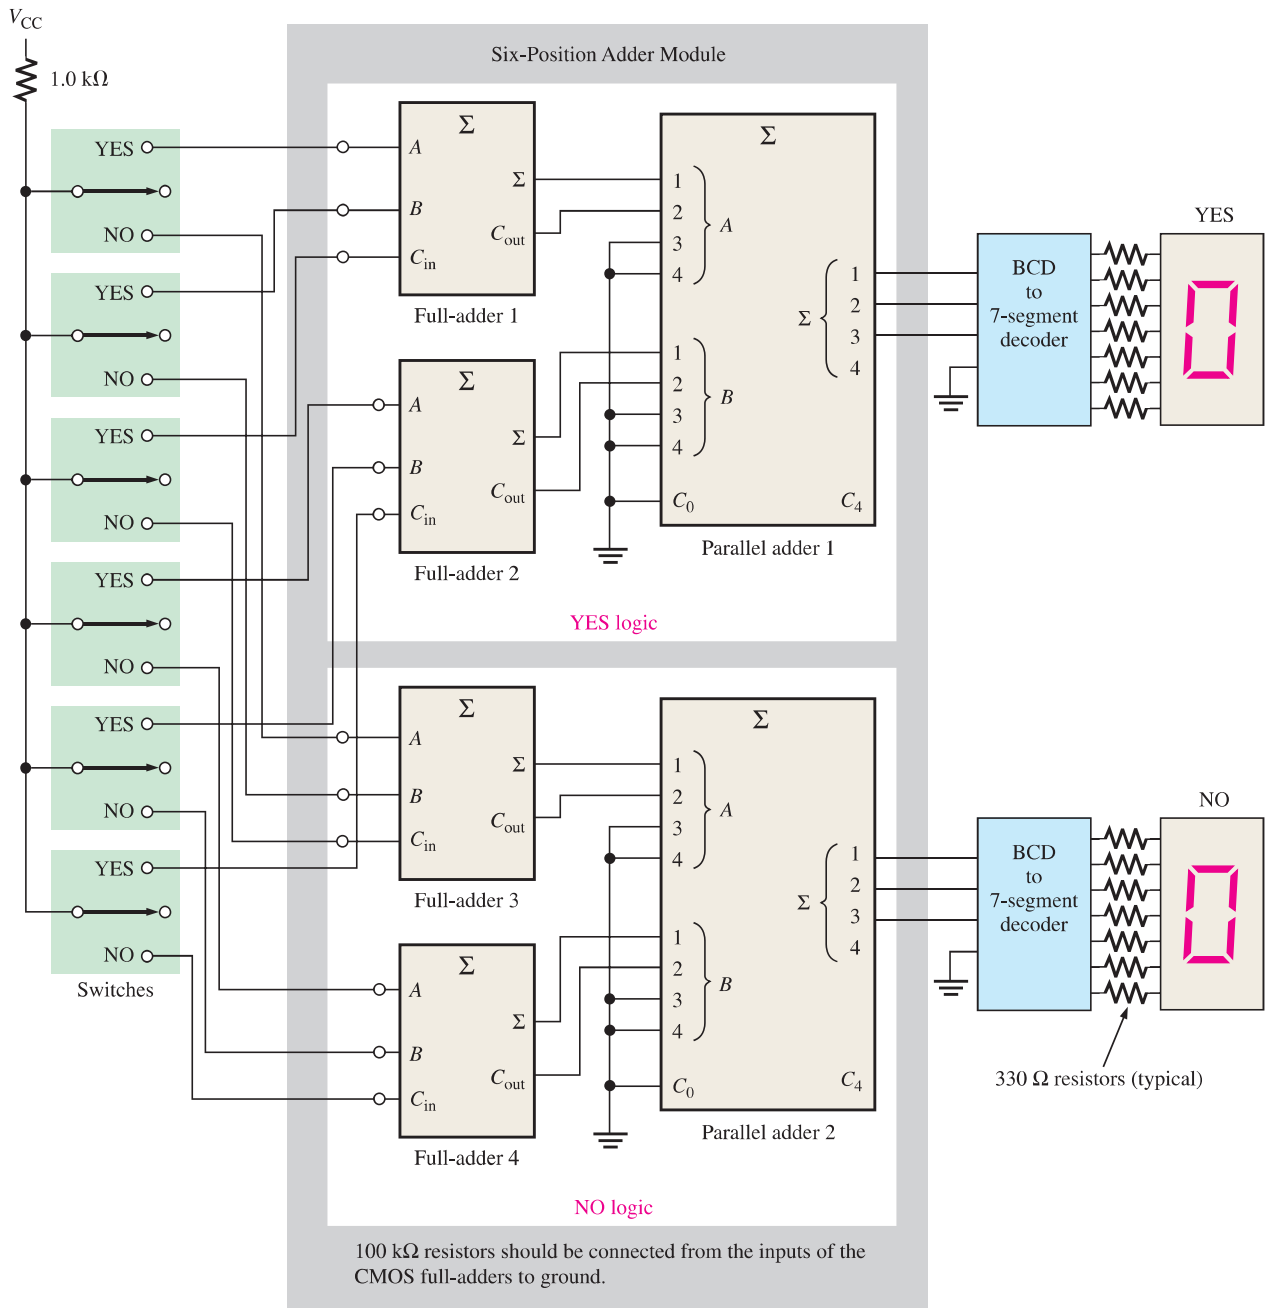 V_CC
1.0 kΩ
Six-Position Adder Module
YES
NO
YES
NO
YES
NO
YES
NO
YES
NO
YES
NO
Switches
Σ
A
B
C_in
Σ
C_out
Full-adder 1
Σ
A
B
C_in
Σ
C_out
Full-adder 2
Σ
1
2
3
4
A
1
2
3
4
B
C_0
Σ
1
2
3
4
C_4
Parallel adder 1
YES logic
BCD
to
7-segment
decoder
YES
Σ
A
B
C_in
Σ
C_out
Full-adder 3
Σ
A
B
C_in
Σ
C_out
Full-adder 4
Σ
1
2
3
4
A
1
2
3
4
B
C_0
Σ
1
2
3
4
C_4
Parallel adder 2
NO logic
BCD
to
7-segment
decoder
NO
330 Ω resistors (typical)
100 kΩ resistors should be connected from the inputs of the
CMOS full-adders to ground.
0
0